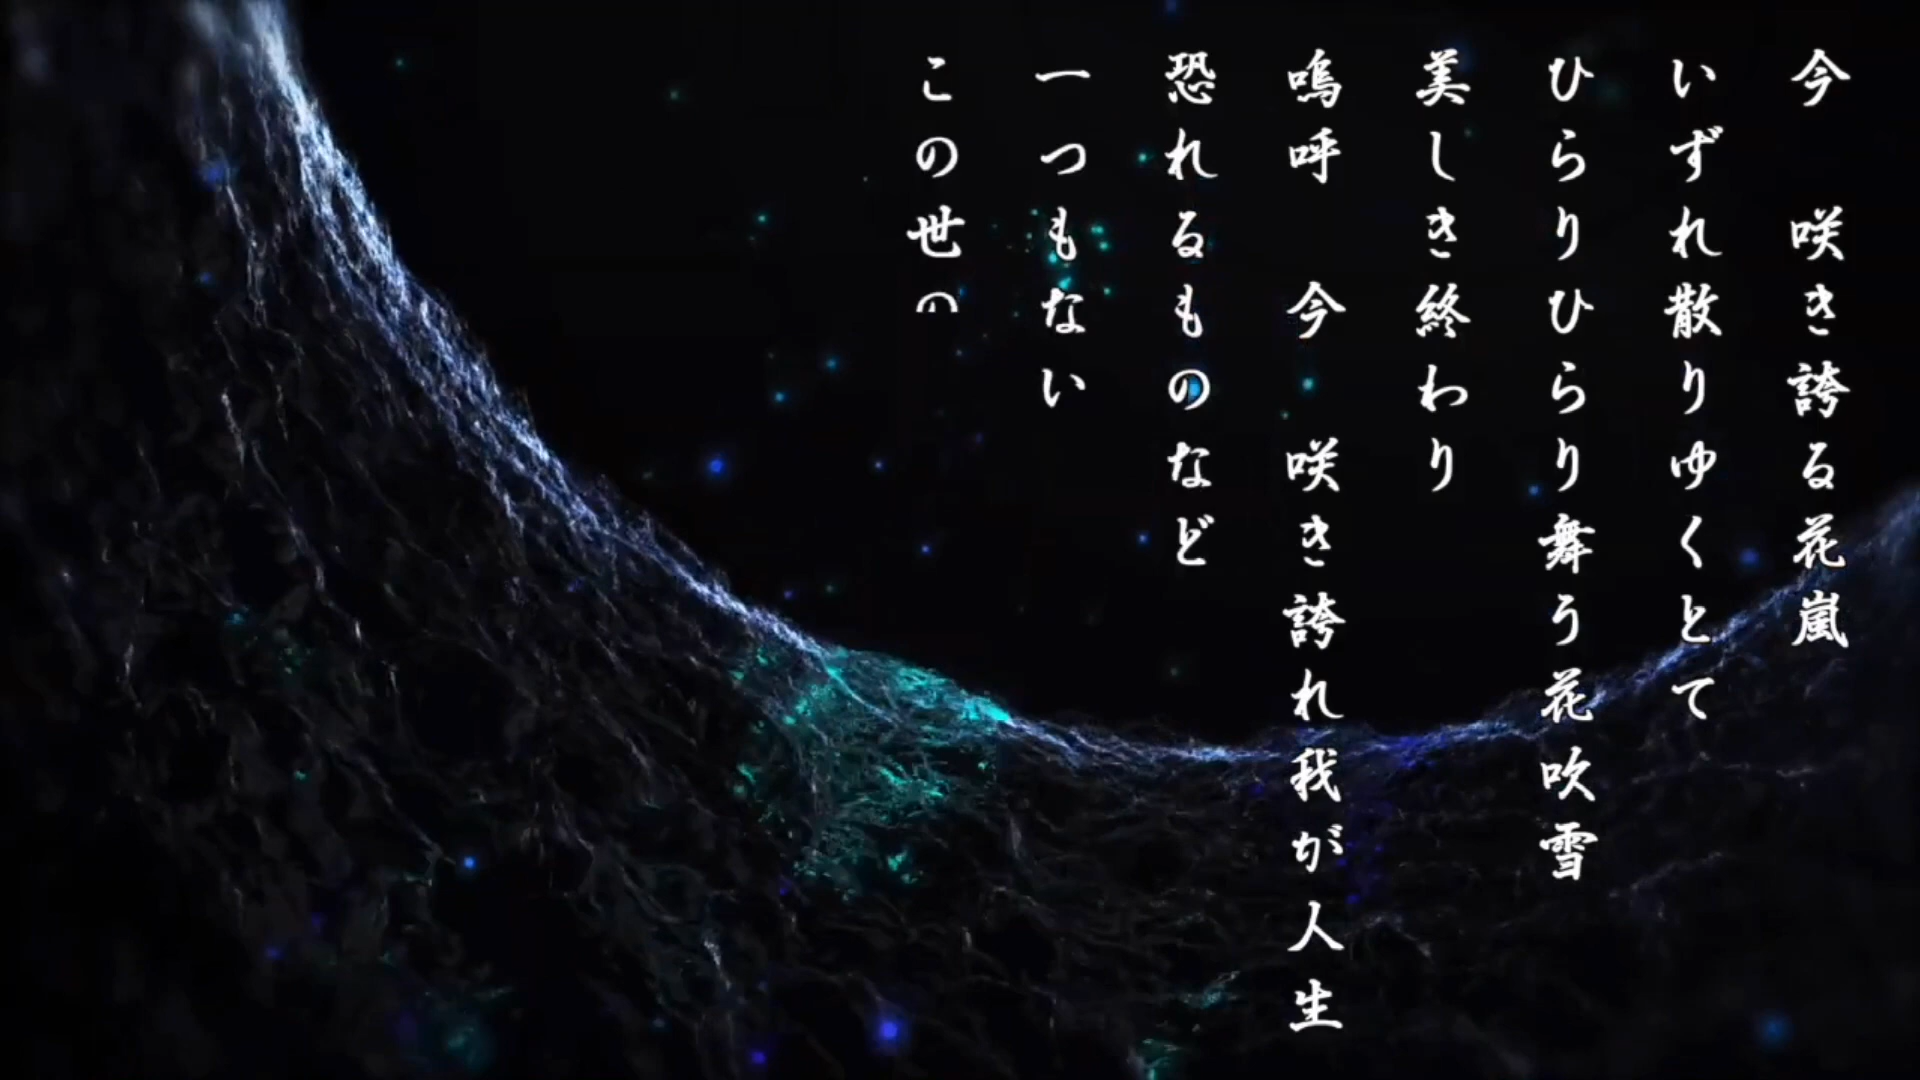 今　咲き誇る花嵐
いずれ散りゆくとて
ひらりひらり舞う花吹雪
美しき終わり
嗚呼　今　咲き誇れ我が人生
恐れるものなど
一つもない
この世の